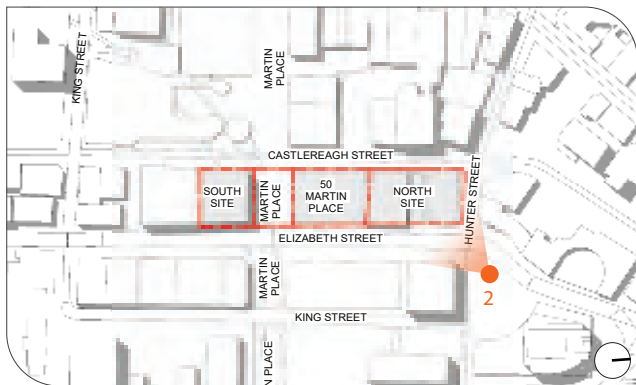 MARTIN
PLACE
KING STREET
CASTLEREAGH STREET
SOUTH
SITE
MARTIN
PLACE
50
MARTIN
PLACE
NORTH
SITE
HUNTER STREET
ELIZABETH STREET
MARTIN
PLACE
2
KING STREET
N PLACE